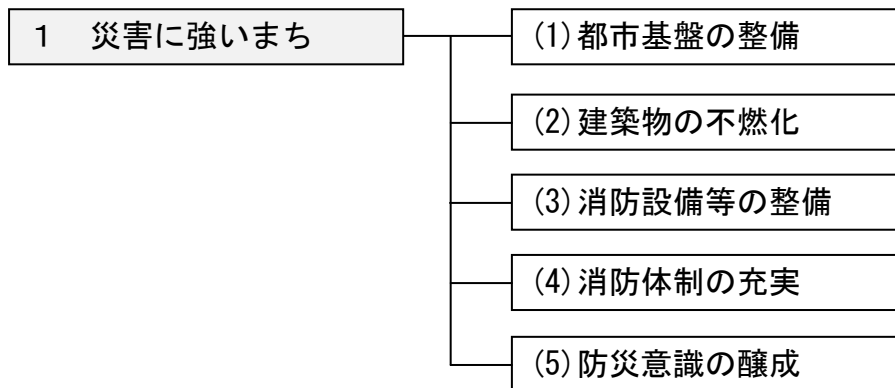 １　災害に強いまち
(1)都市基盤の整備
(2)建築物の不燃化
(3)消防設備等の整備
(4)消防体制の充実
(5)防災意識の醸成